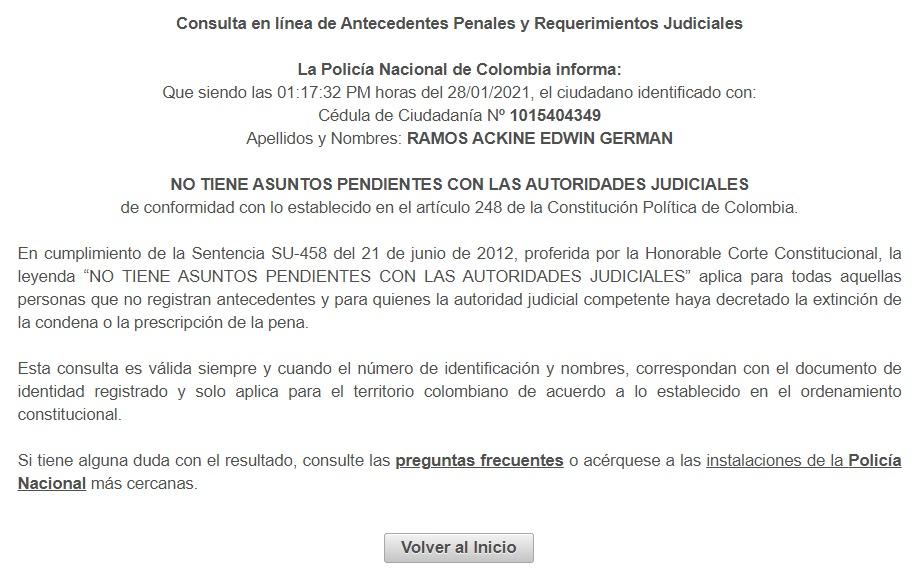 Consulta en línea de Antecedentes Penales y Requerimientos Judiciales
La Policía Nacional de Colombia informa:
Que siendo las 01:17:32 PM horas del 28/01/2021, el ciudadano identificado con:
Cédula de Ciudadanía Nº 1015404349
Apellidos y Nombres: RAMOS ACKINE EDWIN GERMAN
NO TIENE ASUNTOS PENDIENTES CON LAS AUTORIDADES JUDICIALES
de conformidad con lo establecido en el artículo 248 de la Constitución Política de Colombia.
En cumplimiento de la Sentencia SU-458 del 21 de junio de 2012, proferida por la Honorable Corte Constitucional, la
leyenda “NO TIENE ASUNTOS PENDIENTES CON LAS AUTORIDADES JUDICIALES” aplica para todas aquellas
personas que no registran antecedentes y para quienes la autoridad judicial competente haya decretado la extinción de
la condena o la prescripción de la pena.
Esta consulta es válida siempre y cuando el número de identificación y nombres, correspondan con el documento de
identidad registrado y solo aplica para el territorio colombiano de acuerdo a lo establecido en el ordenamiento
constitucional.
Si tiene alguna duda con el resultado, consulte las preguntas frecuentes o acérquese a las instalaciones de la Policía
Nacional más cercanas.
Volver al Inicio